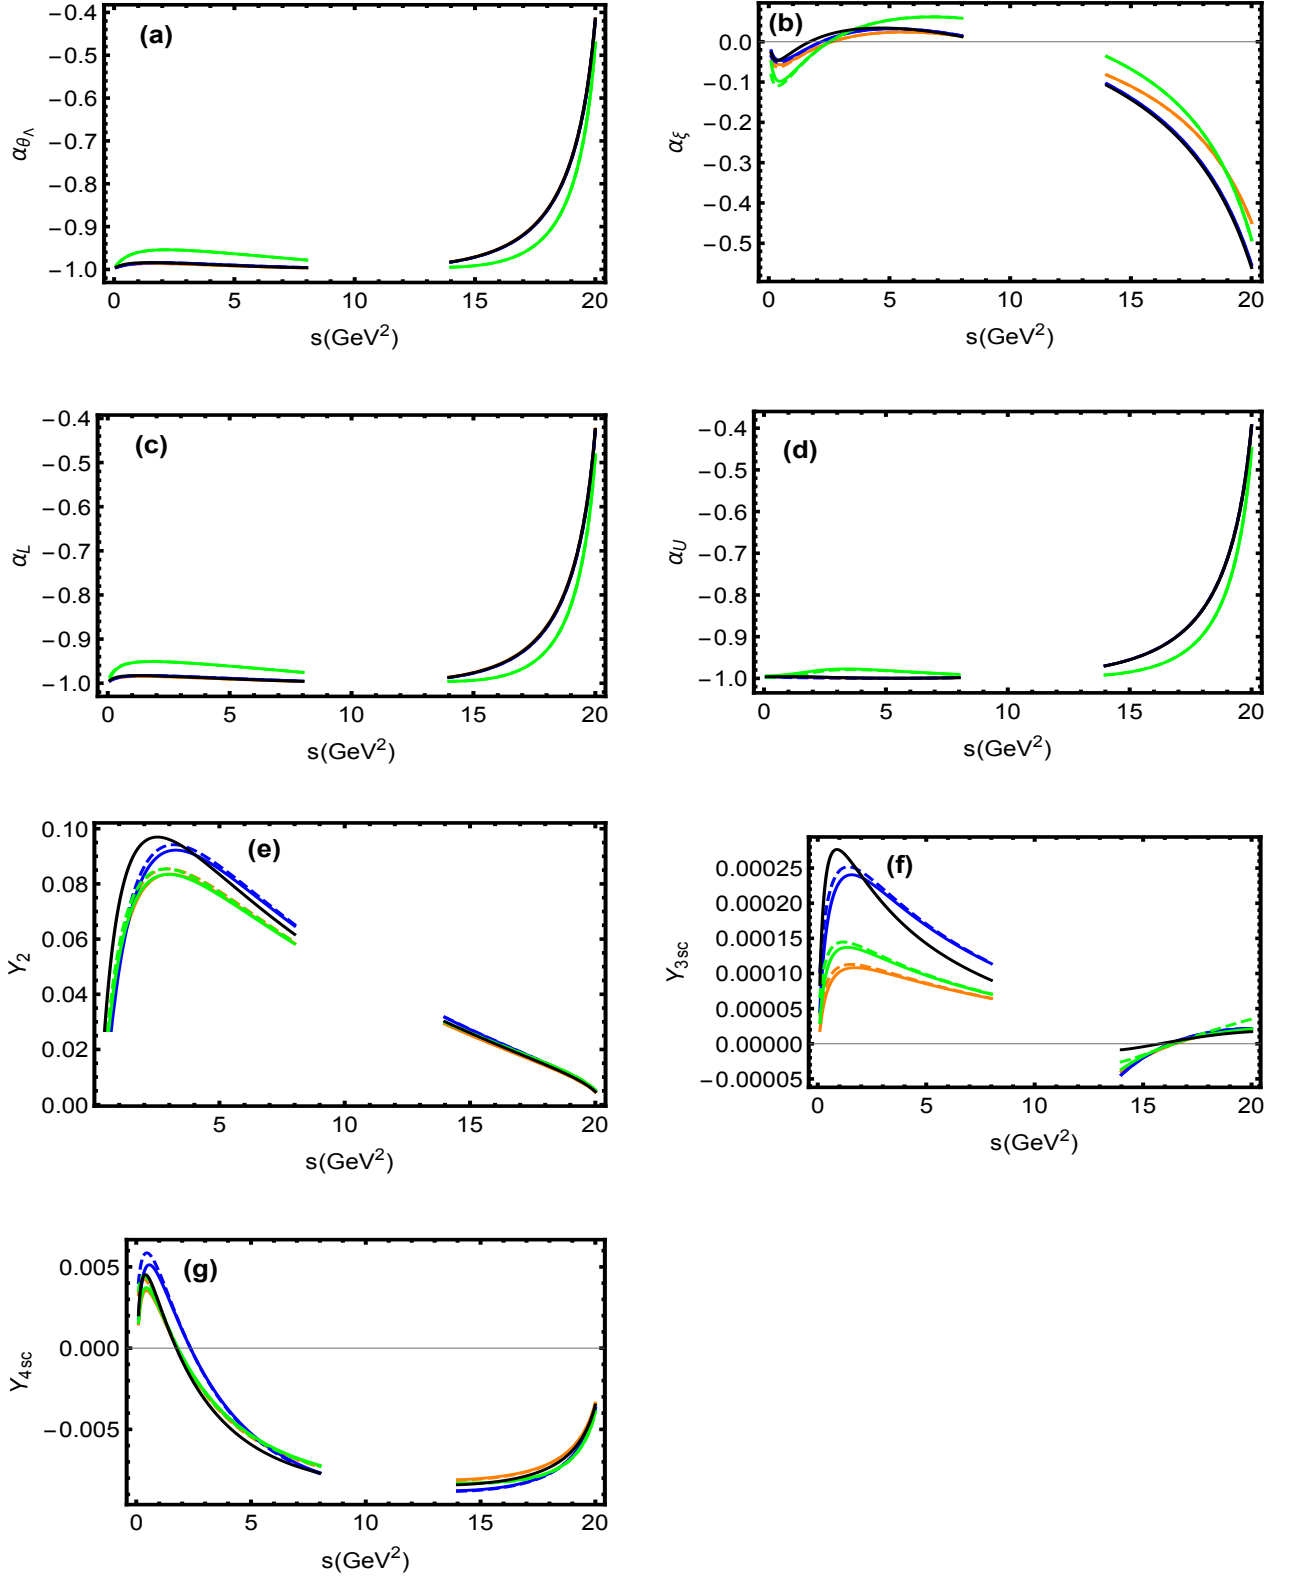 (a)
−0.4
−0.5
−0.6
−0.7
−0.8
−0.9
−1.0
α_θ_Λ
0 5 10 15 20
s(GeV²)
(b)
0.0
−0.1
−0.2
−0.3
−0.4
−0.5
α_ξ
0 5 10 15 20
s(GeV²)
(c)
−0.4
−0.5
−0.6
−0.7
−0.8
−0.9
−1.0
α_L
0 5 10 15 20
s(GeV²)
(d)
−0.4
−0.5
−0.6
−0.7
−0.8
−0.9
−1.0
α_U
0 5 10 15 20
s(GeV²)
(e)
0.10
0.08
0.06
0.04
0.02
0.00
Y₂
5 10 15 20
s(GeV²)
(f)
0.00025
0.00020
0.00015
0.00010
0.00005
0.00000
−0.00005
Y_3sc
0 5 10 15 20
s(GeV²)
(g)
0.005
0.000
−0.005
Y_4sc
0 5 10 15 20
s(GeV²)